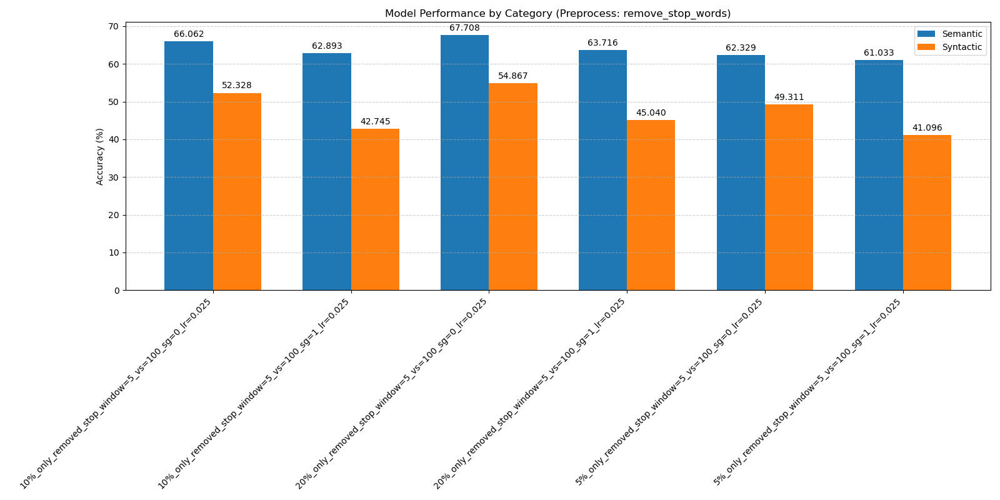 Model Performance by Category (Preprocess: remove_stop_words)
Semantic
Syntactic
Accuracy (%)
70
60
50
40
30
20
10
0
66.062
52.328
62.893
42.745
67.708
54.867
63.716
45.040
62.329
49.311
61.033
41.096
10%_only_removed_stop_window=5_vs=100_sg=0_lr=0.025
10%_only_removed_stop_window=5_vs=100_sg=1_lr=0.025
20%_only_removed_stop_window=5_vs=100_sg=0_lr=0.025
20%_only_removed_stop_window=5_vs=100_sg=1_lr=0.025
5%_only_removed_stop_window=5_vs=100_sg=0_lr=0.025
5%_only_removed_stop_window=5_vs=100_sg=1_lr=0.025